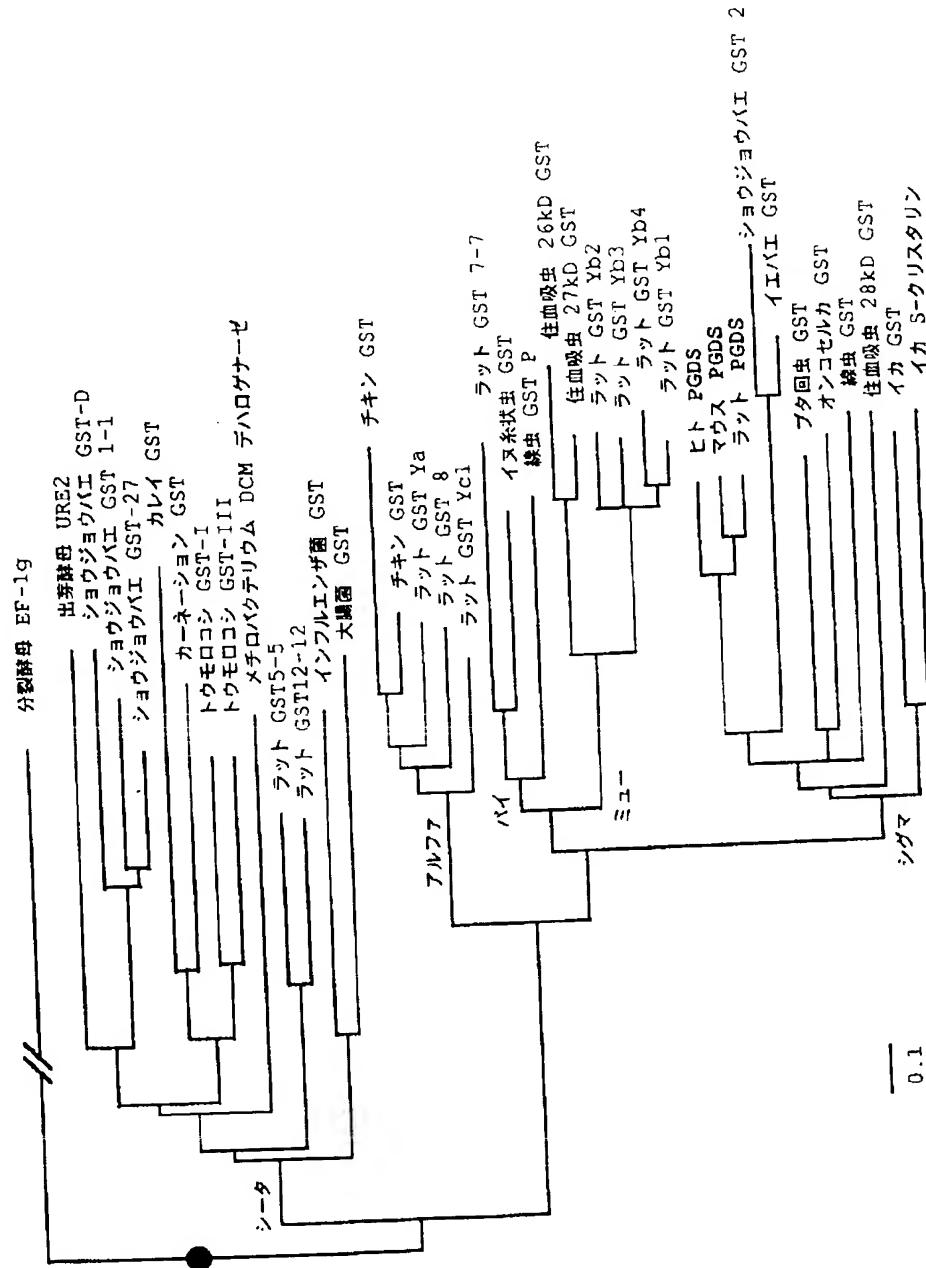 分裂酵母 EF-1g
出芽酵母 URE2
ショウジョウバエ GST-D
ショウジョウバエ GST 1-1
ショウジョウバエ GST-27
カレイ GST
カーネーション GST
トウモロコシ GST-I
トウモロコシ GST-III
メチロバクテリウム DCM デハロゲナーゼ
ラット GST5-5
ラット GST12-12
インフルエンザ菌 GST
大腸菌 GST
シータ
チキン GST
チキン GST
ラット GST Ya
ラット GST 8
ラット GST Yc1
アルファ
ラット GST 7-7
イヌ糸状虫 GST
線虫 GST P
パイ
住血吸虫 26kD GST
住血吸虫 27kD GST
ラット GST Yb2
ラット GST Yb3
ラット GST Yb4
ラット GST Yb1
ミュー
ヒト PGDS
マウス PGDS
ラット PGDS
ショウジョウバエ GST 2
イエバエ GST
ブタ回虫 GST
オンコセルカ GST
線虫 GST
住血吸虫 28kD GST
イカ GST
イカ S-クリスタリン
シグマ
0.1